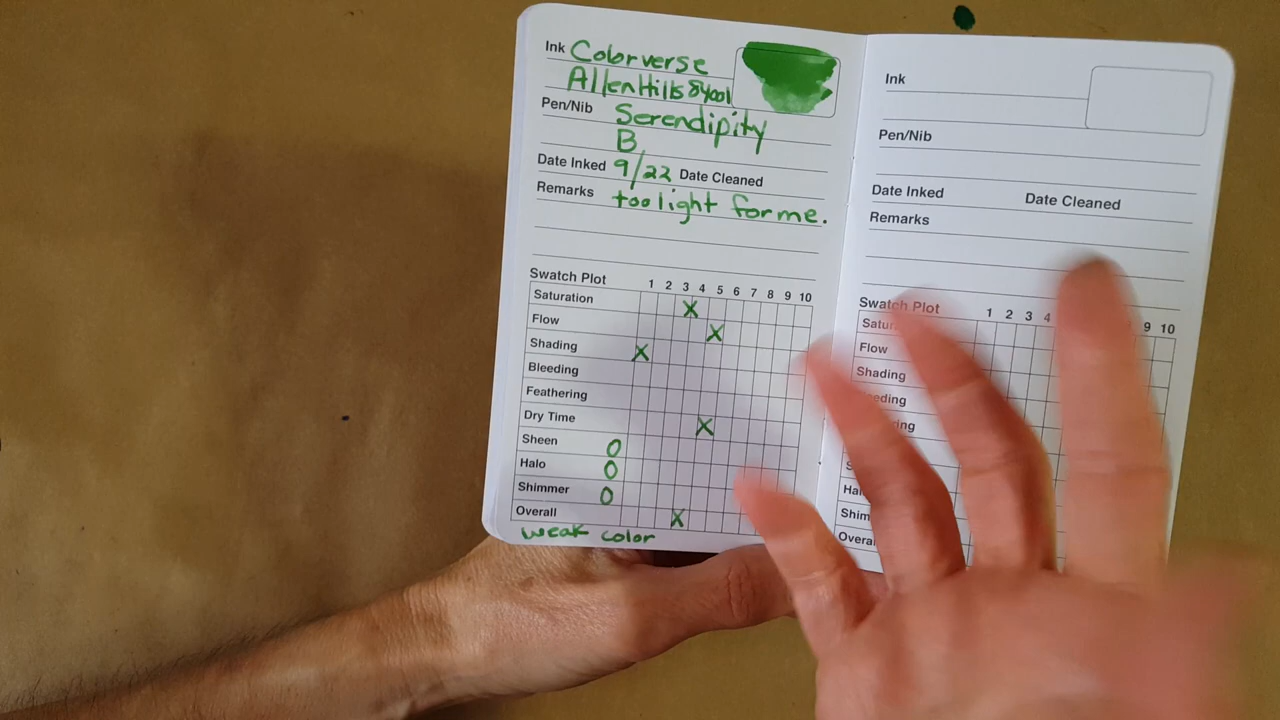 Ink Colorverse
Allen Hills 84001
Pen/Nib Serendipity
B
Date Inked 9/22 Date Cleaned
Remarks too light for me.
Swatch Plot 1 2 3 4 5 6 7 8 9 10
Saturation X
Flow X
Shading X
Bleeding
Feathering
Dry Time X
Sheen 0
Halo 0
Shimmer 0
Overall X
weak color
Ink
Pen/Nib
Date Inked Date Cleaned
Remarks
Swatch Plot 1 2 3 4 9 10
Flow
Shading